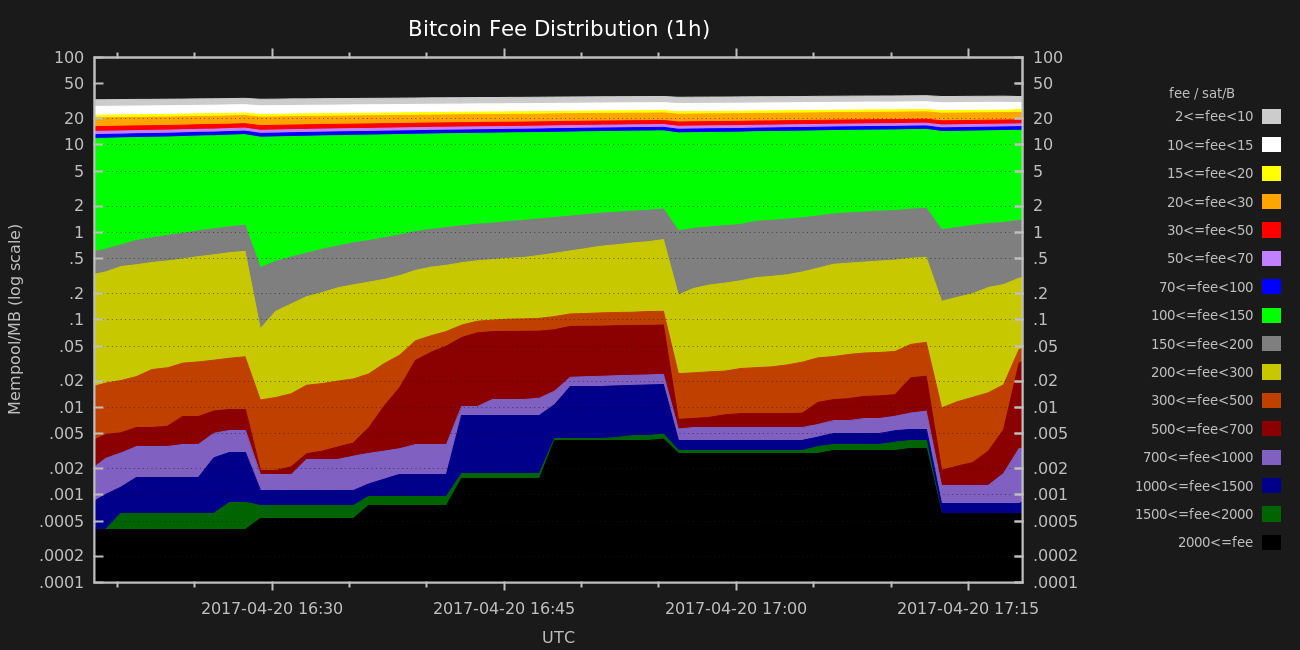 Bitcoin Fee Distribution (1h)
100 100
50 50
20 20
10 10
5 5
2 2
1 1
.5 .5
.2 .2
.1 .1
.05 .05
.02 .02
.01 .01
.005 .005
.002 .002
.001 .001
.0005 .0005
.0002 .0002
.0001 .0001
Mempool/MB (log scale)
2017-04-20 16:30 2017-04-20 16:45 2017-04-20 17:00 2017-04-20 17:15
UTC
fee / sat/B
2<=fee<10
10<=fee<15
15<=fee<20
20<=fee<30
30<=fee<50
50<=fee<70
70<=fee<100
100<=fee<150
150<=fee<200
200<=fee<300
300<=fee<500
500<=fee<700
700<=fee<1000
1000<=fee<1500
1500<=fee<2000
2000<=fee